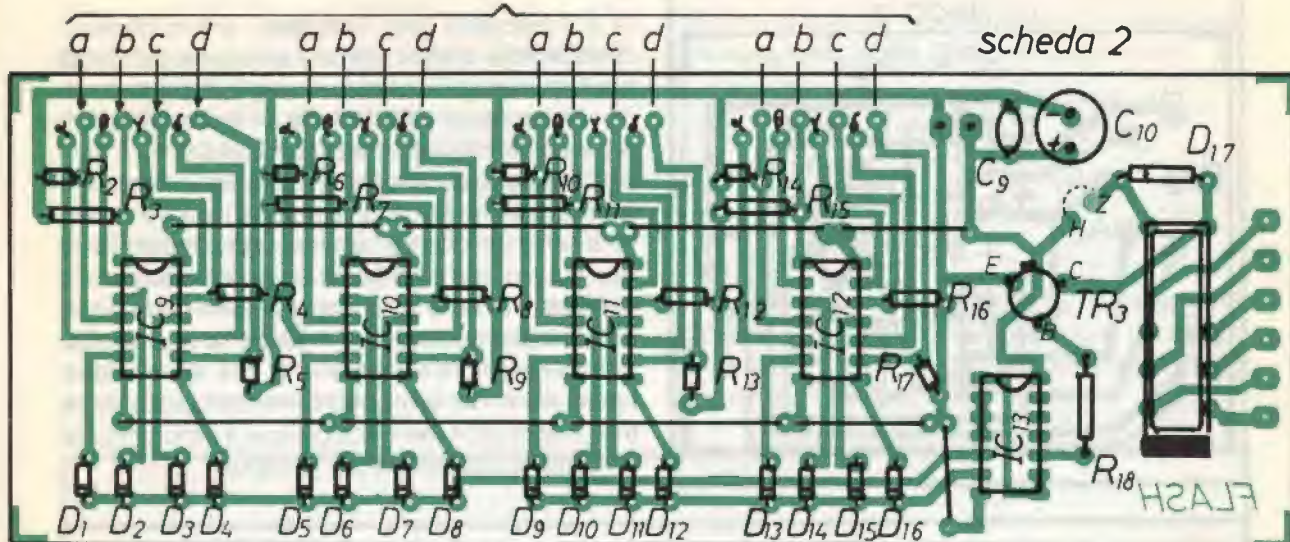 a b c d a b c d a b c d a b c d scheda 2
α β γ δ α β γ δ α β γ δ α β γ δ
- + C10
C9 D17
R2 R6 R10 R14
R3 R7 R11 R15
H Z
E C TR3 B
IC9 IC10 IC11 IC12
R4 R8 R12 R16
R5 R9 R13 R17
IC13 R18
FLASH
D1 D2 D3 D4 D5 D6 D7 D8 D9 D10 D11 D12 D13 D14 D15 D16